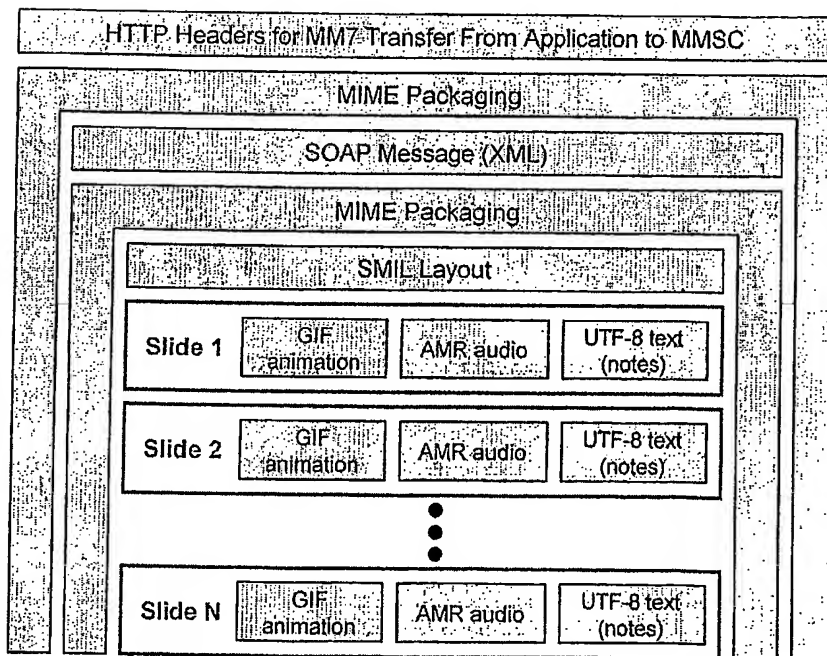 HTTP Headers for MM7 Transfer From Application to MMSC
MIME Packaging
SOAP Message (XML)
MIME Packaging
SMIL Layout
Slide 1
GIF
animation
AMR audio
UTF-8 text
(notes)
Slide 2
GIF
animation
AMR audio
UTF-8 text
(notes)
Slide N
GIF
animation
AMR audio
UTF-8 text
(notes)